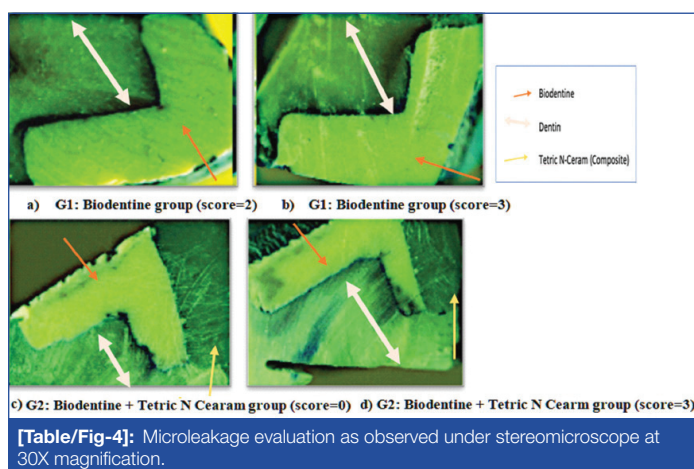 Biodentine
Dentin
Tetric N-Ceram (Composite)
a) G1: Biodentine group (score=2)
b) G1: Biodentine group (score=3)
c) G2: Biodentine + Tetric N Cearam group (score=0)
d) G2: Biodentine + Tetric N Cearm group (score=3)
[Table/Fig-4]: Microleakage evaluation as observed under stereomicroscope at
30X magnification.